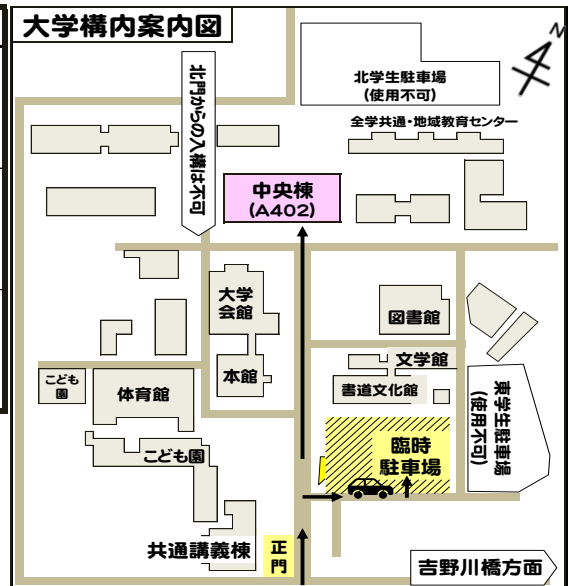 大学構内案内図
N
北学生駐車場
(使用不可)
全学共通・地域教育センター
北門からの入構は不可
中央棟
(A402)
大学
会館
図書館
本館
文学館
書道文化館
こども
園
体育館
東学生駐車場
(使用不可)
臨時
駐車場
こども園
共通講義棟
正
門
吉野川橋方面